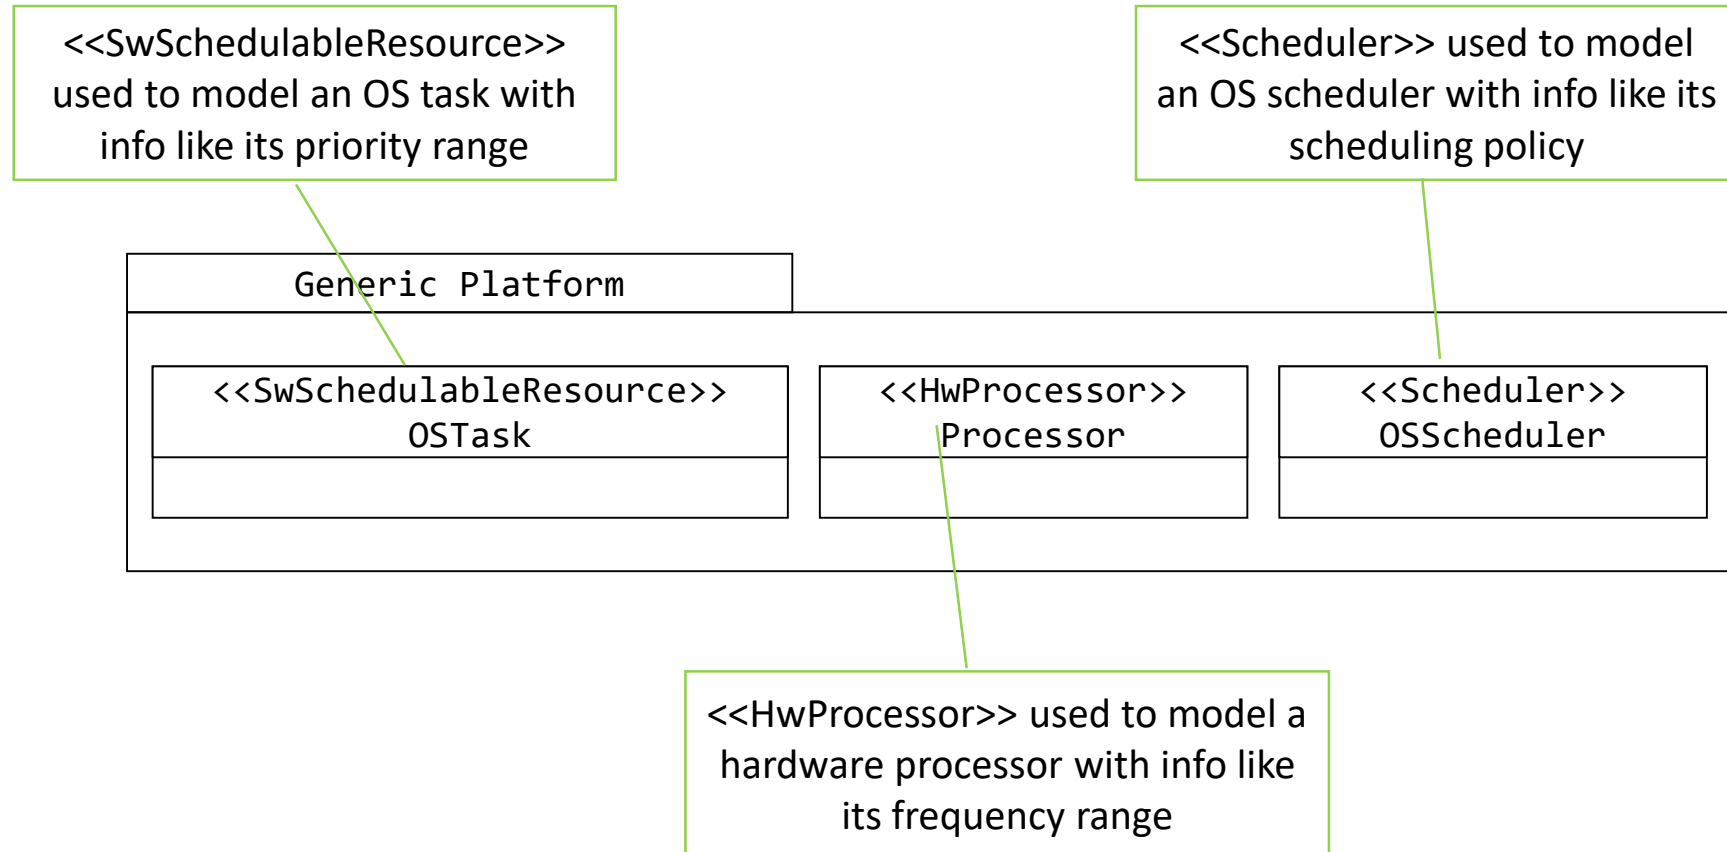 <<SwSchedulableResource>>
used to model an OS task with
info like its priority range
<<Scheduler>> used to model
an OS scheduler with info like its
scheduling policy
Generic Platform
<<SwSchedulableResource>>
OSTask
<<HwProcessor>>
Processor
<<Scheduler>>
OSScheduler
<<HwProcessor>> used to model a
hardware processor with info like
its frequency range